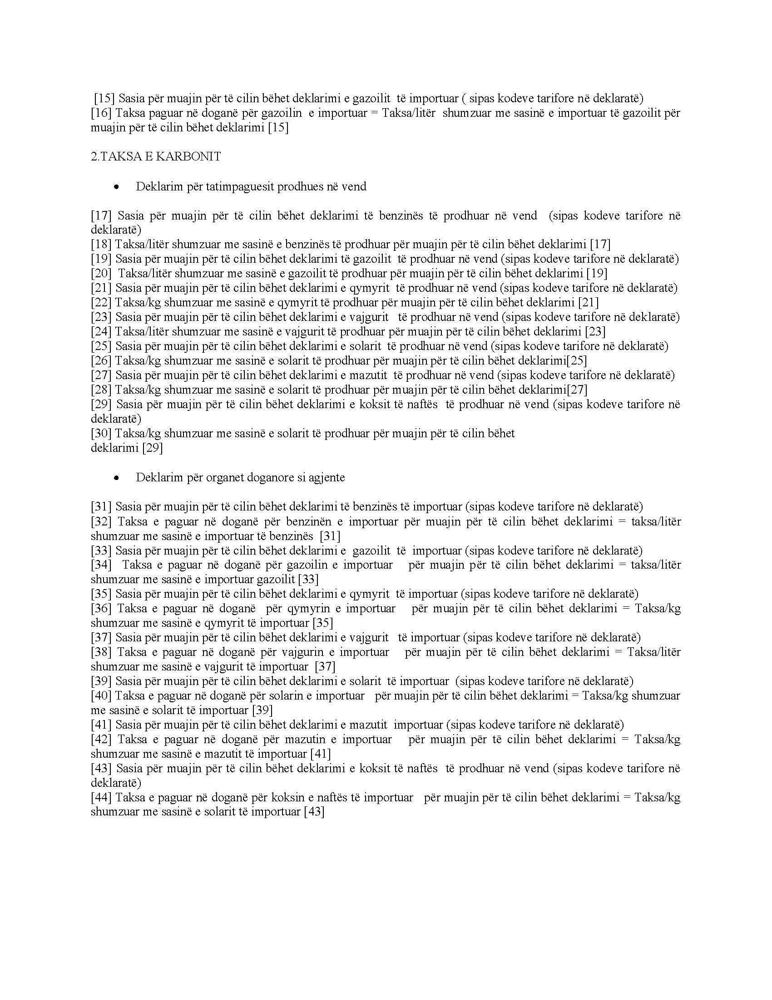 [15] Sasia për muajin për të cilin bëhet deklarimi e gazoilit  të importuar ( sipas kodeve tarifore në deklaratë)
[16] Taksa paguar në doganë për gazoilin  e importuar = Taksa/litër  shumzuar me sasinë e importuar të gazoilit për
muajin për të cilin bëhet deklarimi [15]
2.TAKSA E KARBONIT
• Deklarim për tatimpaguesit prodhues në vend
[17] Sasia për muajin për të cilin bëhet deklarimi të benzinës të prodhuar në vend  (sipas kodeve tarifore në
deklaratë)
[18] Taksa/litër shumzuar me sasinë e benzinës të prodhuar për muajin për të cilin bëhet deklarimi [17]
[19] Sasia për muajin për të cilin bëhet deklarimi të gazoilit  të prodhuar në vend (sipas kodeve tarifore në deklaratë)
[20]  Taksa/litër shumzuar me sasinë e gazoilit të prodhuar për muajin për të cilin bëhet deklarimi [19]
[21] Sasia për muajin për të cilin bëhet deklarimi e qymyrit  të prodhuar në vend (sipas kodeve tarifore në deklaratë)
[22] Taksa/kg shumzuar me sasinë e qymyrit të prodhuar për muajin për të cilin bëhet deklarimi [21]
[23] Sasia për muajin për të cilin bëhet deklarimi e vajgurit   të prodhuar në vend (sipas kodeve tarifore në deklaratë)
[24] Taksa/litër shumzuar me sasinë e vajgurit të prodhuar për muajin për të cilin bëhet deklarimi [23]
[25] Sasia për muajin për të cilin bëhet deklarimi e solarit  të prodhuar në vend (sipas kodeve tarifore në deklaratë)
[26] Taksa/kg shumzuar me sasinë e solarit të prodhuar për muajin për të cilin bëhet deklarimi[25]
[27] Sasia për muajin për të cilin bëhet deklarimi e mazutit  të prodhuar në vend (sipas kodeve tarifore në deklaratë)
[28] Taksa/kg shumzuar me sasinë e solarit të prodhuar për muajin për të cilin bëhet deklarimi[27]
[29] Sasia për muajin për të cilin bëhet deklarimi e koksit të naftës  të prodhuar në vend (sipas kodeve tarifore në
deklaratë)
[30] Taksa/kg shumzuar me sasinë e solarit të prodhuar për muajin për të cilin bëhet
deklarimi [29]
• Deklarim për organet doganore si agjente
[31] Sasia për muajin për të cilin bëhet deklarimi të benzinës të importuar (sipas kodeve tarifore në deklaratë)
[32] Taksa e paguar në doganë për benzinën e importuar për muajin për të cilin bëhet deklarimi = taksa/litër
shumzuar me sasinë e importuar të benzinës  [31]
[33] Sasia për muajin për të cilin bëhet deklarimi e  gazoilit  të  importuar (sipas kodeve tarifore në deklaratë)
[34]  Taksa e paguar në doganë për gazoilin e importuar   për muajin për të cilin bëhet deklarimi = taksa/litër
shumzuar me sasinë e importuar gazoilit [33]
[35] Sasia për muajin për të cilin bëhet deklarimi e qymyrit  të importuar (sipas kodeve tarifore në deklaratë)
[36] Taksa e paguar në doganë  për qymyrin e importuar   për muajin për të cilin bëhet deklarimi = Taksa/kg
shumzuar me sasinë e qymyrit të importuar [35]
[37] Sasia për muajin për të cilin bëhet deklarimi e vajgurit   të importuar (sipas kodeve tarifore në deklaratë)
[38] Taksa e paguar në doganë për vajgurin e importuar   për muajin për të cilin bëhet deklarimi = Taksa/litër
shumzuar me sasinë e vajgurit të importuar  [37]
[39] Sasia për muajin për të cilin bëhet deklarimi e solarit  të importuar  (sipas kodeve tarifore në deklaratë)
[40] Taksa e paguar në doganë për solarin e importuar   për muajin për të cilin bëhet deklarimi = Taksa/kg shumzuar
me sasinë e solarit të importuar [39]
[41] Sasia për muajin për të cilin bëhet deklarimi e mazutit  importuar (sipas kodeve tarifore në deklaratë)
[42] Taksa e paguar në doganë për mazutin e importuar   për muajin për të cilin bëhet deklarimi = Taksa/kg
shumzuar me sasinë e mazutit të importuar [41]
[43] Sasia për muajin për të cilin bëhet deklarimi e koksit të naftës  të prodhuar në vend (sipas kodeve tarifore në
deklaratë)
[44] Taksa e paguar në doganë për koksin e naftës të importuar   për muajin për të cilin bëhet deklarimi = Taksa/kg
shumzuar me sasinë e solarit të importuar [43]